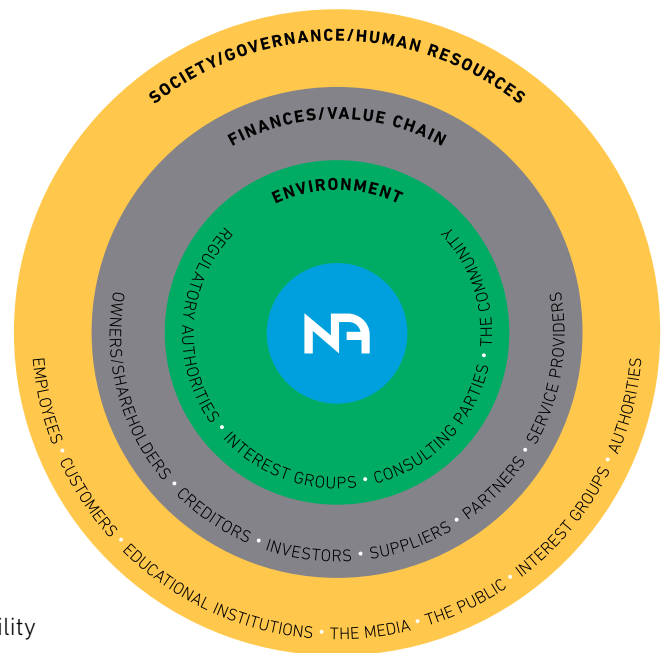 SOCIETY/GOVERNANCE/HUMAN RESOURCES
FINANCES/VALUE CHAIN
ENVIRONMENT
REGULATORY AUTHORITIES • INTEREST GROUPS • CONSULTING PARTIES • THE COMMUNITY
NA
OWNERS/SHAREHOLDERS • CREDITORS • INVESTORS • SUPPLIERS • PARTNERS • SERVICE PROVIDERS
EMPLOYEES • CUSTOMERS • EDUCATIONAL INSTITUTIONS • THE MEDIA • THE PUBLIC • INTEREST GROUPS • AUTHORITIES
ility